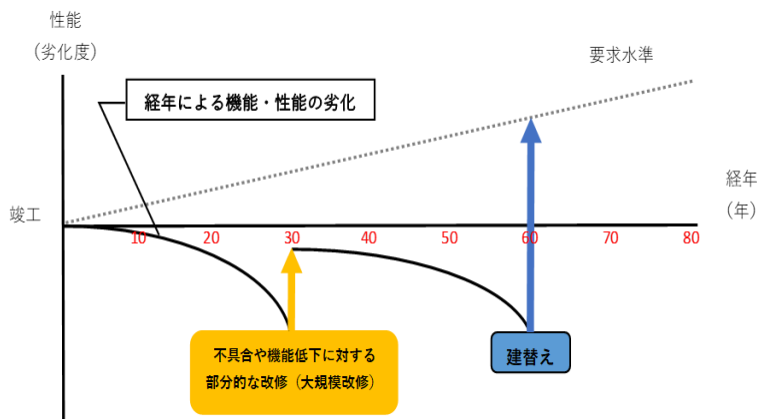 性能
（劣化度）
要求水準
経年による機能・性能の劣化
経年
（年）
竣工
10
20
30
40
50
60
70
80
不具合や機能低下に対する
部分的な改修（大規模改修）
建替え